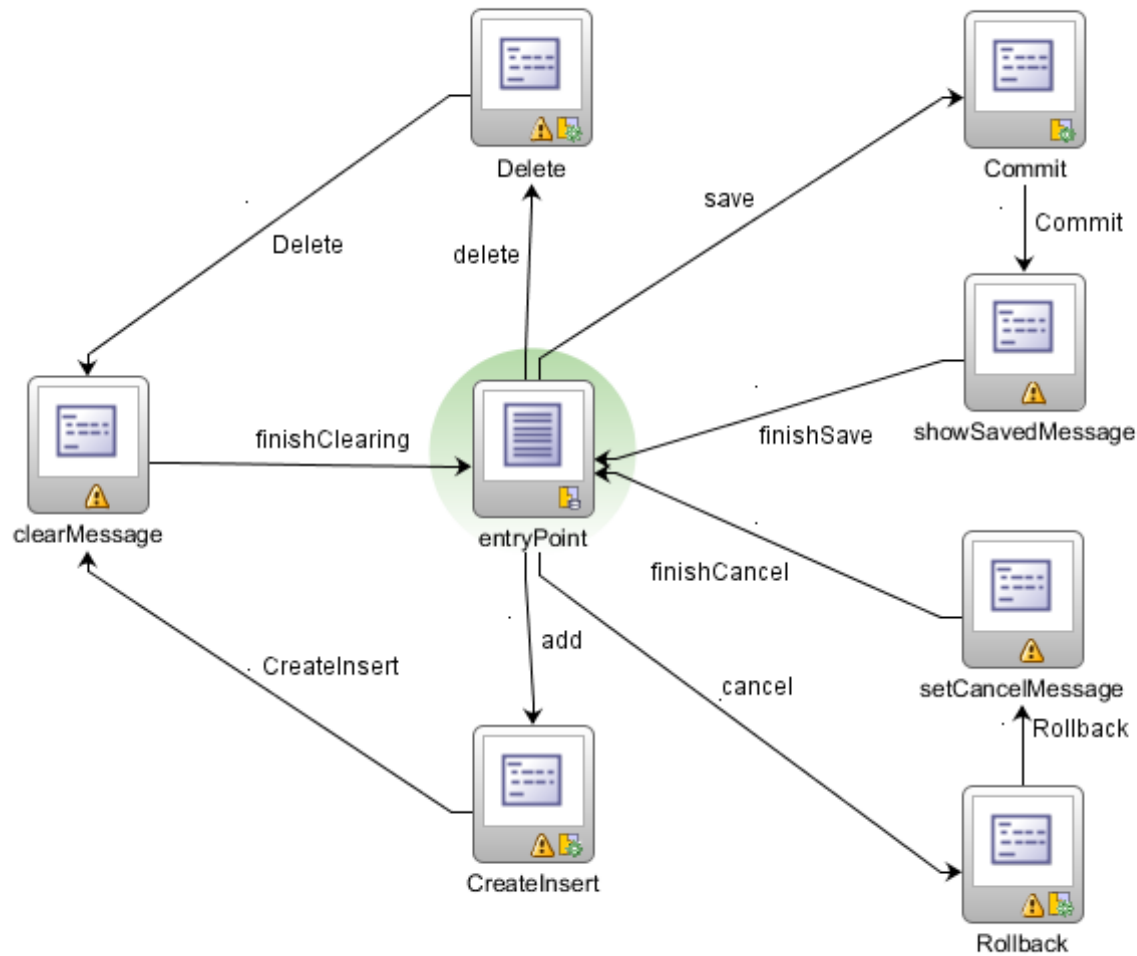 Delete
Commit
save
Commit
Delete
delete
finishClearing
finishSave
showSavedMessage
clearMessage
entryPoint
finishCancel
add
CreateInsert
cancel
setCancelMessage
Rollback
CreateInsert
Rollback